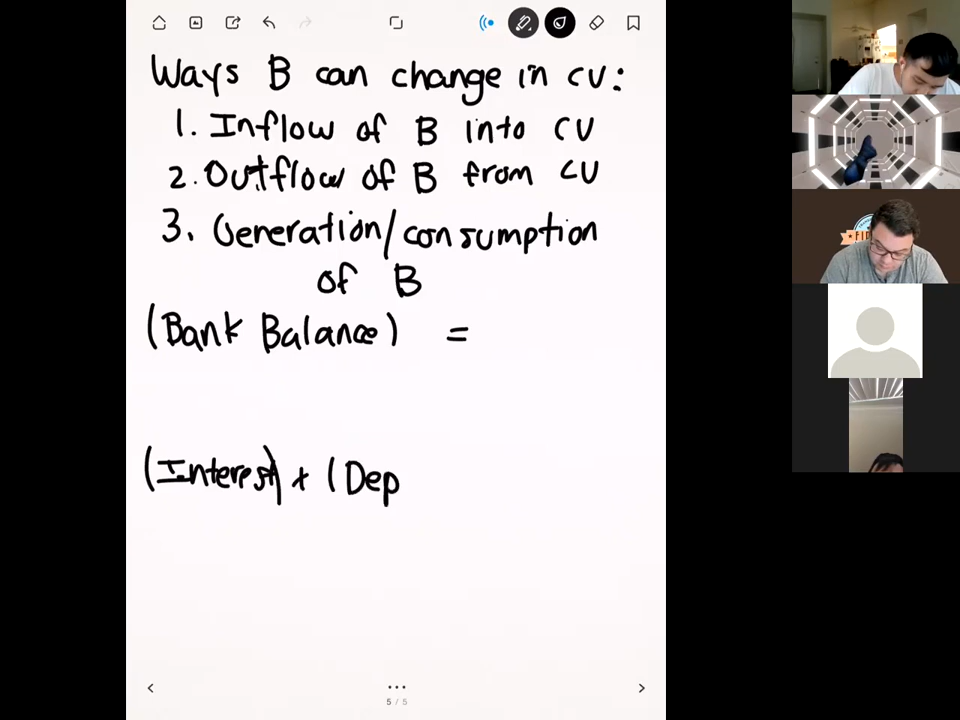 Ways B can change in CV:
1. Inflow of B into CV
2. Outflow of B from CV
3. Generation/consumption
of B
(Bank Balance) =
(Interest) + (Dep
5 / 5